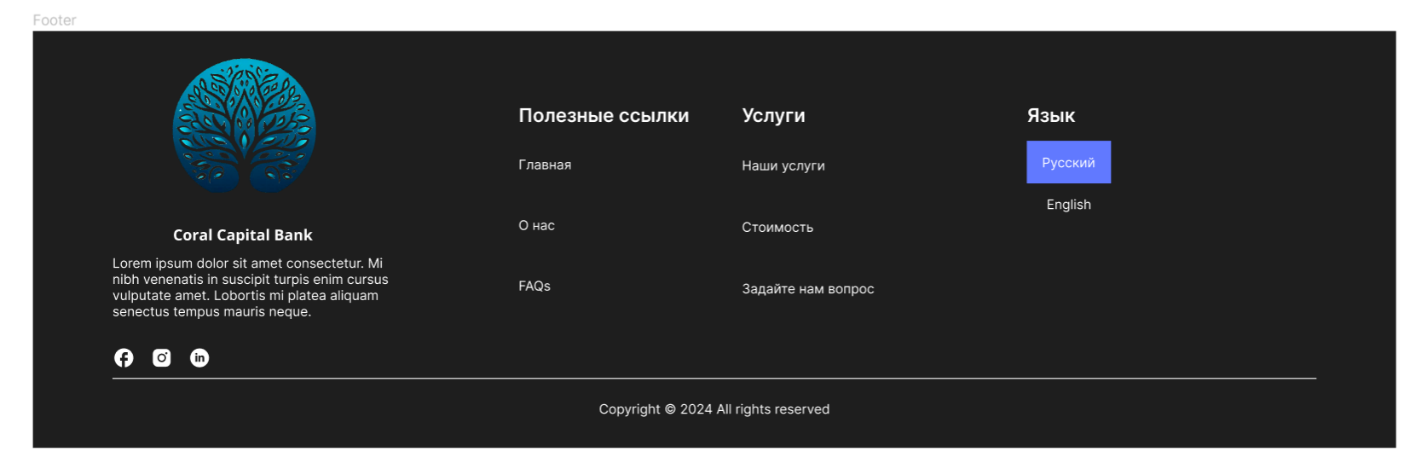 Footer
Coral Capital Bank
Lorem ipsum dolor sit amet consectetur. Mi
nibh venenatis in suscipit turpis enim cursus
vulputate amet. Lobortis mi platea aliquam
senectus tempus mauris neque.
Полезные ссылки
Главная
О нас
FAQs
Услуги
Наши услуги
Стоимость
Задайте нам вопрос
Язык
Русский
English
Copyright © 2024 All rights reserved